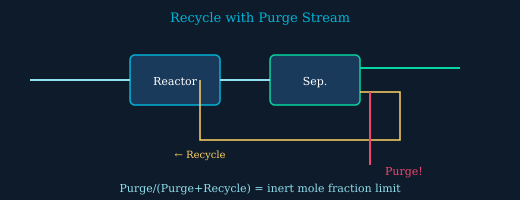 Recycle with Purge Stream
Reactor
Sep.
← Recycle
Purge!
Purge/(Purge+Recycle) = inert mole fraction limit